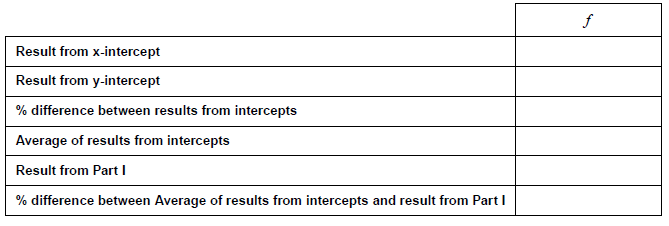 f
Result from x-intercept
Result from y-intercept
% difference between results from intercepts
Average of results from intercepts
Result from Part I
% difference between Average of results from intercepts and result from Part I